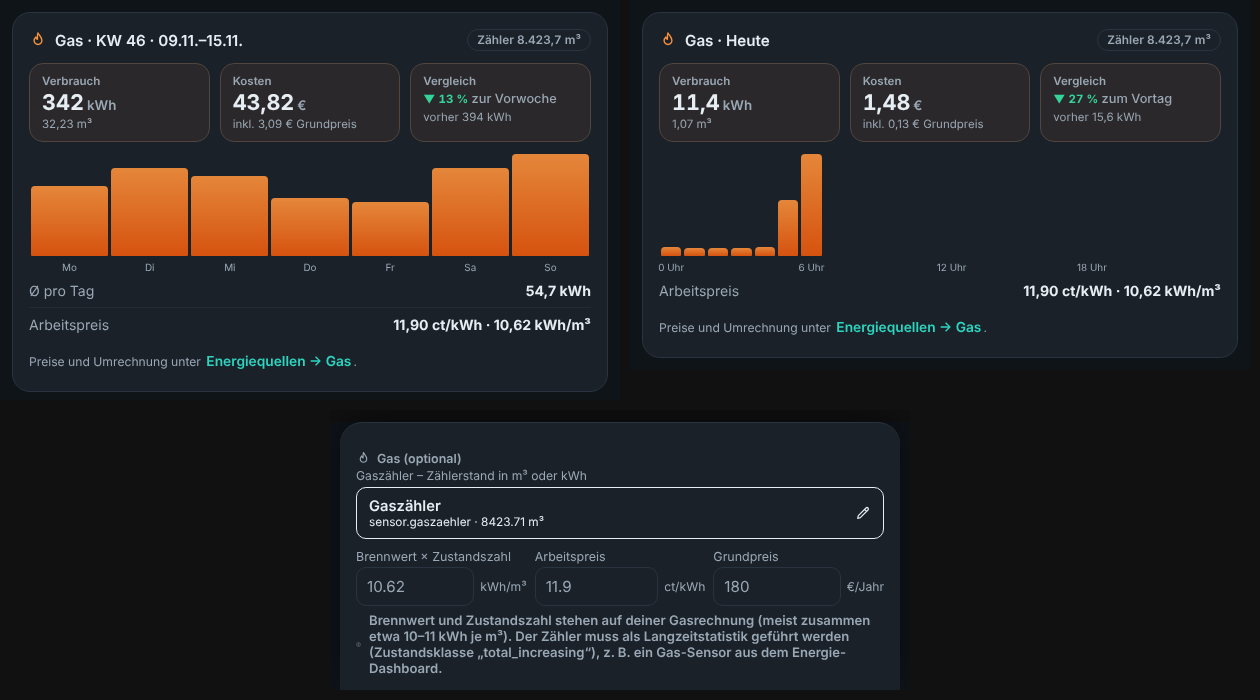 Gas · KW 46 · 09.11.–15.11.
Zähler 8.423,7 m³
Verbrauch
342 kWh
32,23 m³
Kosten
43,82 €
inkl. 3,09 € Grundpreis
Vergleich
▼ 13 % zur Vorwoche
vorher 394 kWh
Mo Di Mi Do Fr Sa So
Ø pro Tag 54,7 kWh
Arbeitspreis 11,90 ct/kWh · 10,62 kWh/m³
Preise und Umrechnung unter Energiequellen → Gas.
Gas · Heute
Zähler 8.423,7 m³
Verbrauch
11,4 kWh
1,07 m³
Kosten
1,48 €
inkl. 0,13 € Grundpreis
Vergleich
▼ 27 % zum Vortag
vorher 15,6 kWh
0 Uhr 6 Uhr 12 Uhr 18 Uhr
Arbeitspreis 11,90 ct/kWh · 10,62 kWh/m³
Preise und Umrechnung unter Energiequellen → Gas.
Gas (optional)
Gaszähler – Zählerstand in m³ oder kWh
Gaszähler
sensor.gaszaehler · 8423.71 m³
Brennwert × Zustandszahl Arbeitspreis Grundpreis
10.62 kWh/m³ 11.9 ct/kWh 180 €/Jahr
Brennwert und Zustandszahl stehen auf deiner Gasrechnung (meist zusammen
etwa 10–11 kWh je m³). Der Zähler muss als Langzeitstatistik geführt werden
(Zustandsklasse „total_increasing“), z. B. ein Gas-Sensor aus dem Energie-
Dashboard.